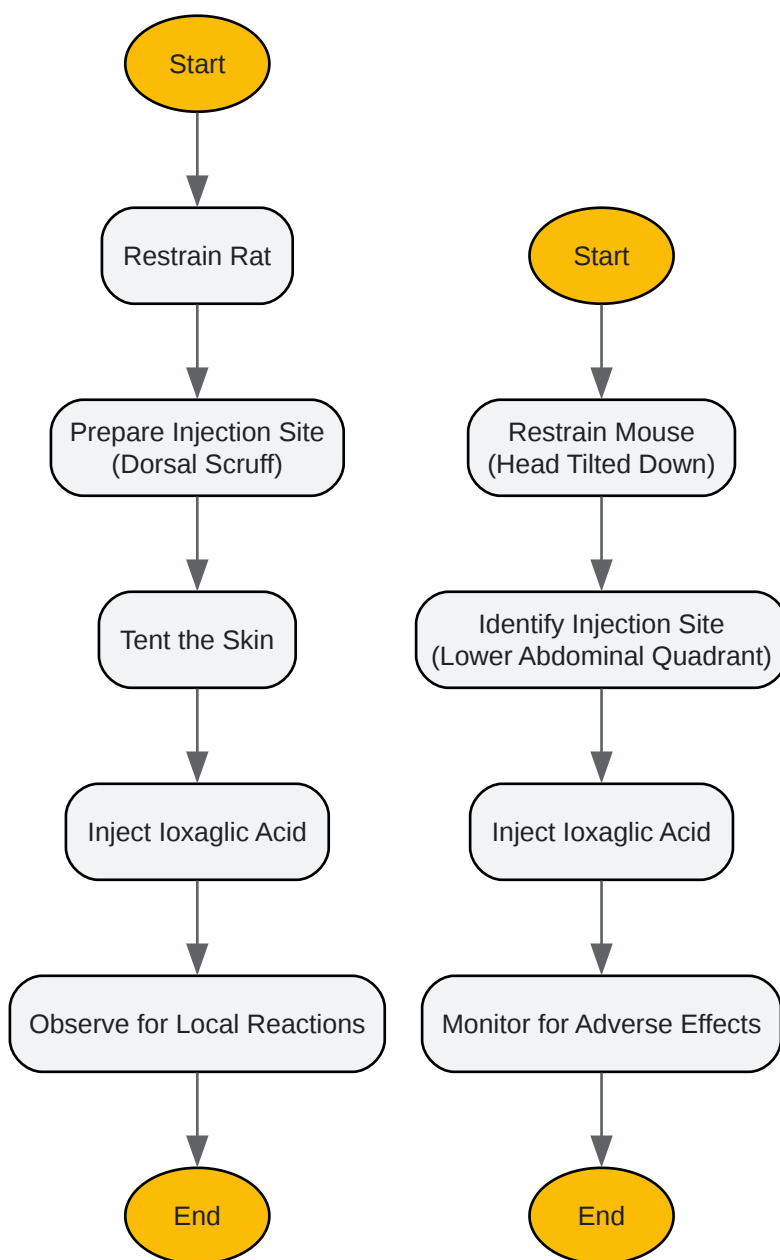 Start
Restrain Rat
Prepare Injection Site
(Dorsal Scruff)
Tent the Skin
Inject Ioxaglic Acid
Observe for Local Reactions
End
Start
Restrain Mouse
(Head Tilted Down)
Identify Injection Site
(Lower Abdominal Quadrant)
Inject Ioxaglic Acid
Monitor for Adverse Effects
End